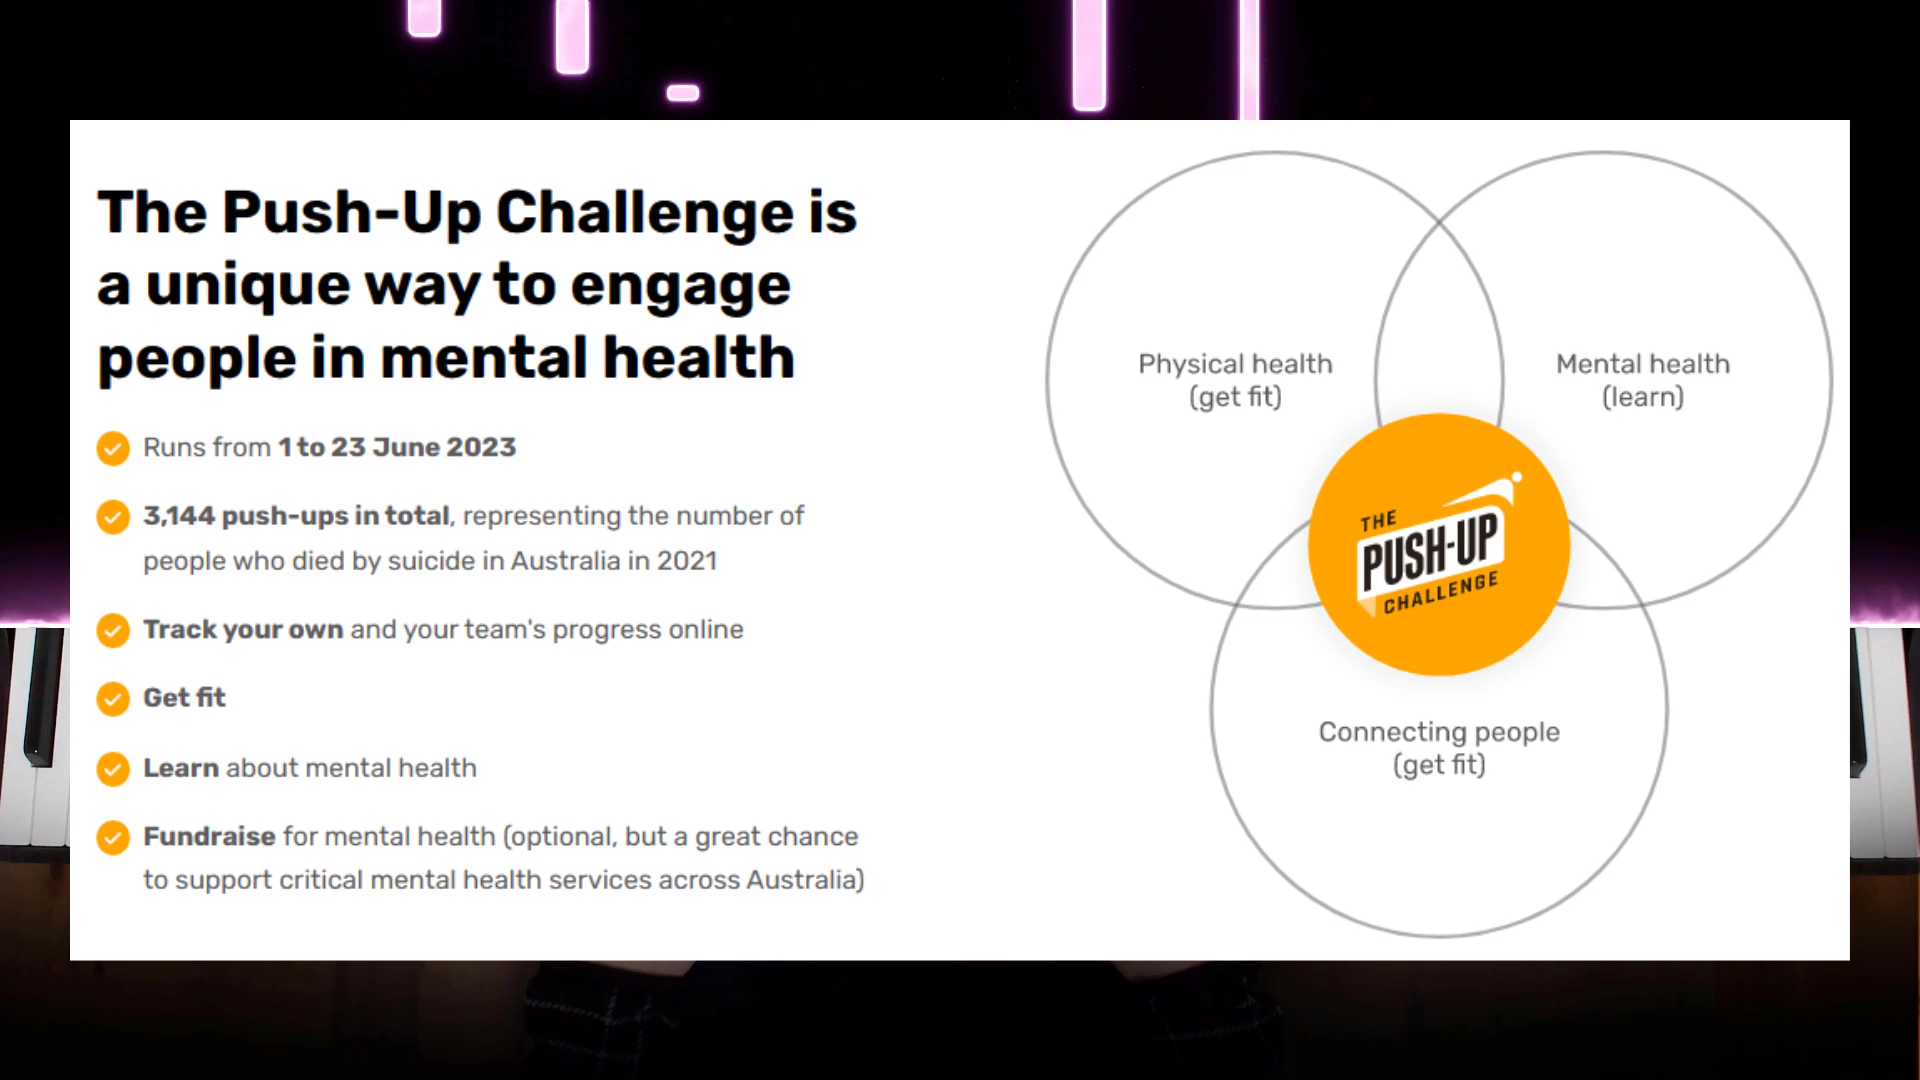 The Push-Up Challenge is
a unique way to engage
people in mental health
Runs from 1 to 23 June 2023
3,144 push-ups in total, representing the number of
people who died by suicide in Australia in 2021
Track your own and your team's progress online
Get fit
Learn about mental health
Fundraise for mental health (optional, but a great chance
to support critical mental health services across Australia)
Physical health
(get fit)
Mental health
(learn)
THE
PUSH-UP
CHALLENGE
Connecting people
(get fit)